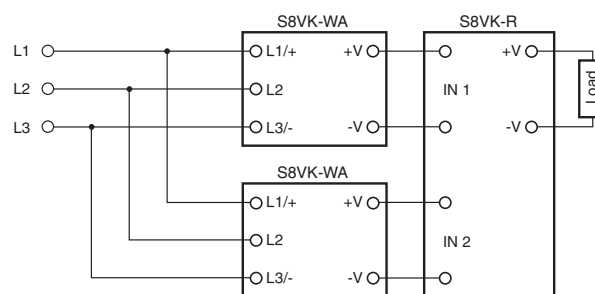 S8VK-WA
S8VK-R
L1
L1/+
+V
+V
L2
L2
IN 1
Load
L3
L3/-
-V
-V
S8VK-WA
L1/+
+V
L2
IN 2
L3/-
-V